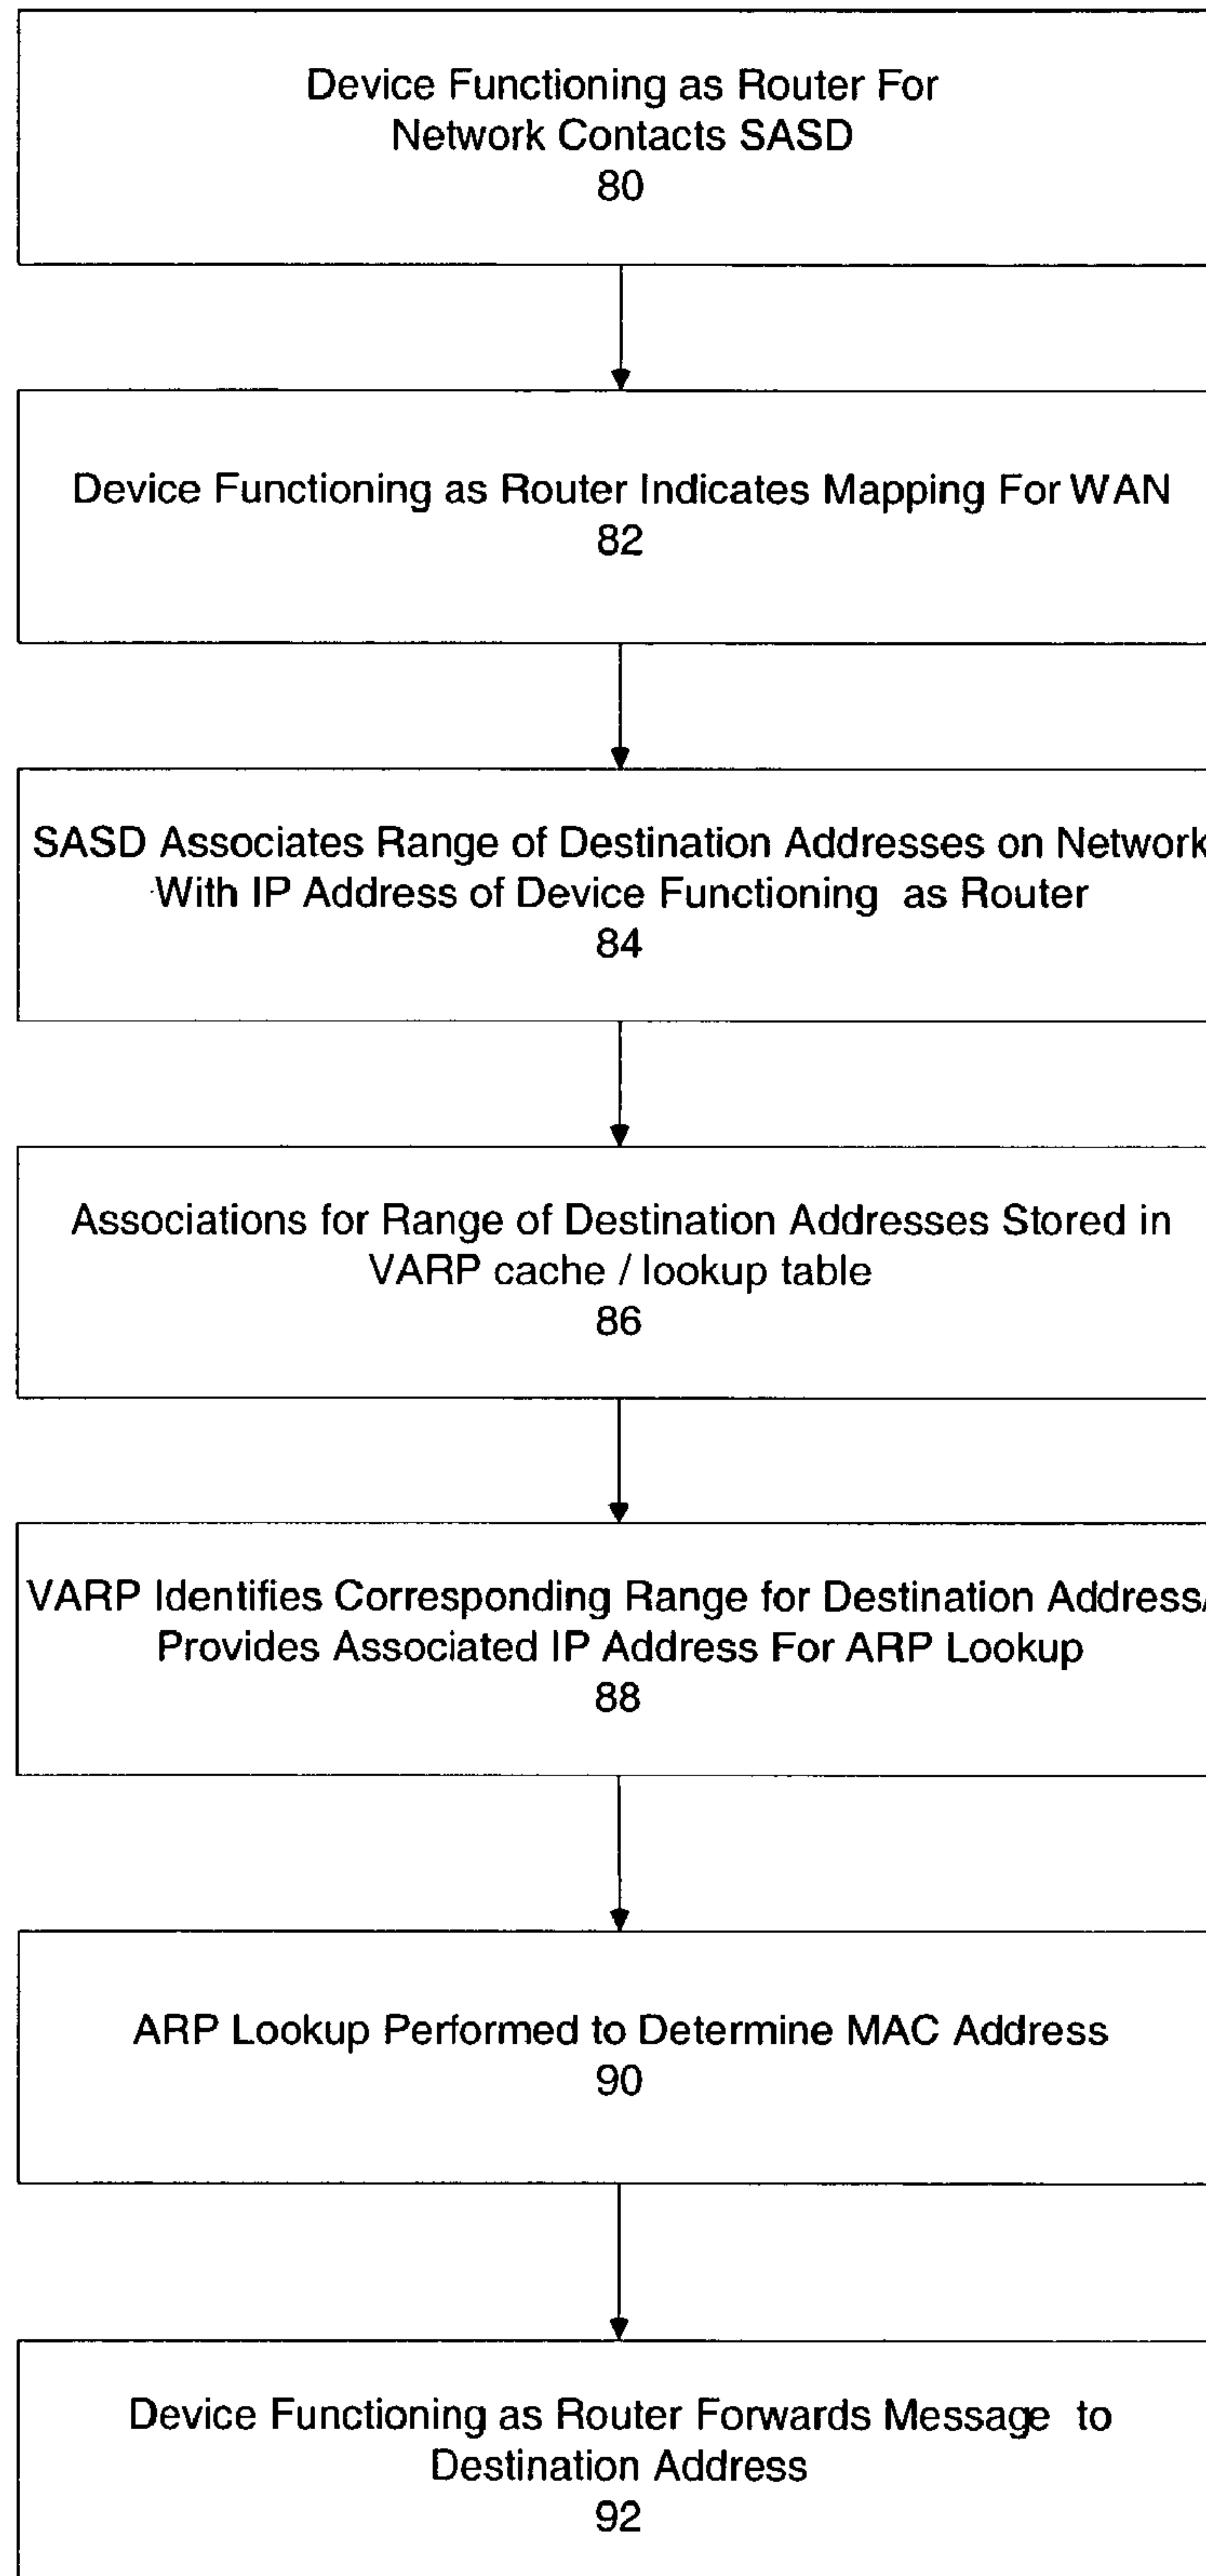 Device Functioning as Router For
Network Contacts SASD
80
Device Functioning as Router Indicates Mapping For WAN
82
SASD Associates Range of Destination Addresses on Network
With IP Address of Device Functioning as Router
84
Associations for Range of Destination Addresses Stored in
VARP cache / lookup table
86
VARP Identifies Corresponding Range for Destination Address/
Provides Associated IP Address For ARP Lookup
88
ARP Lookup Performed to Determine MAC Address
90
Device Functioning as Router Forwards Message to
Destination Address
92